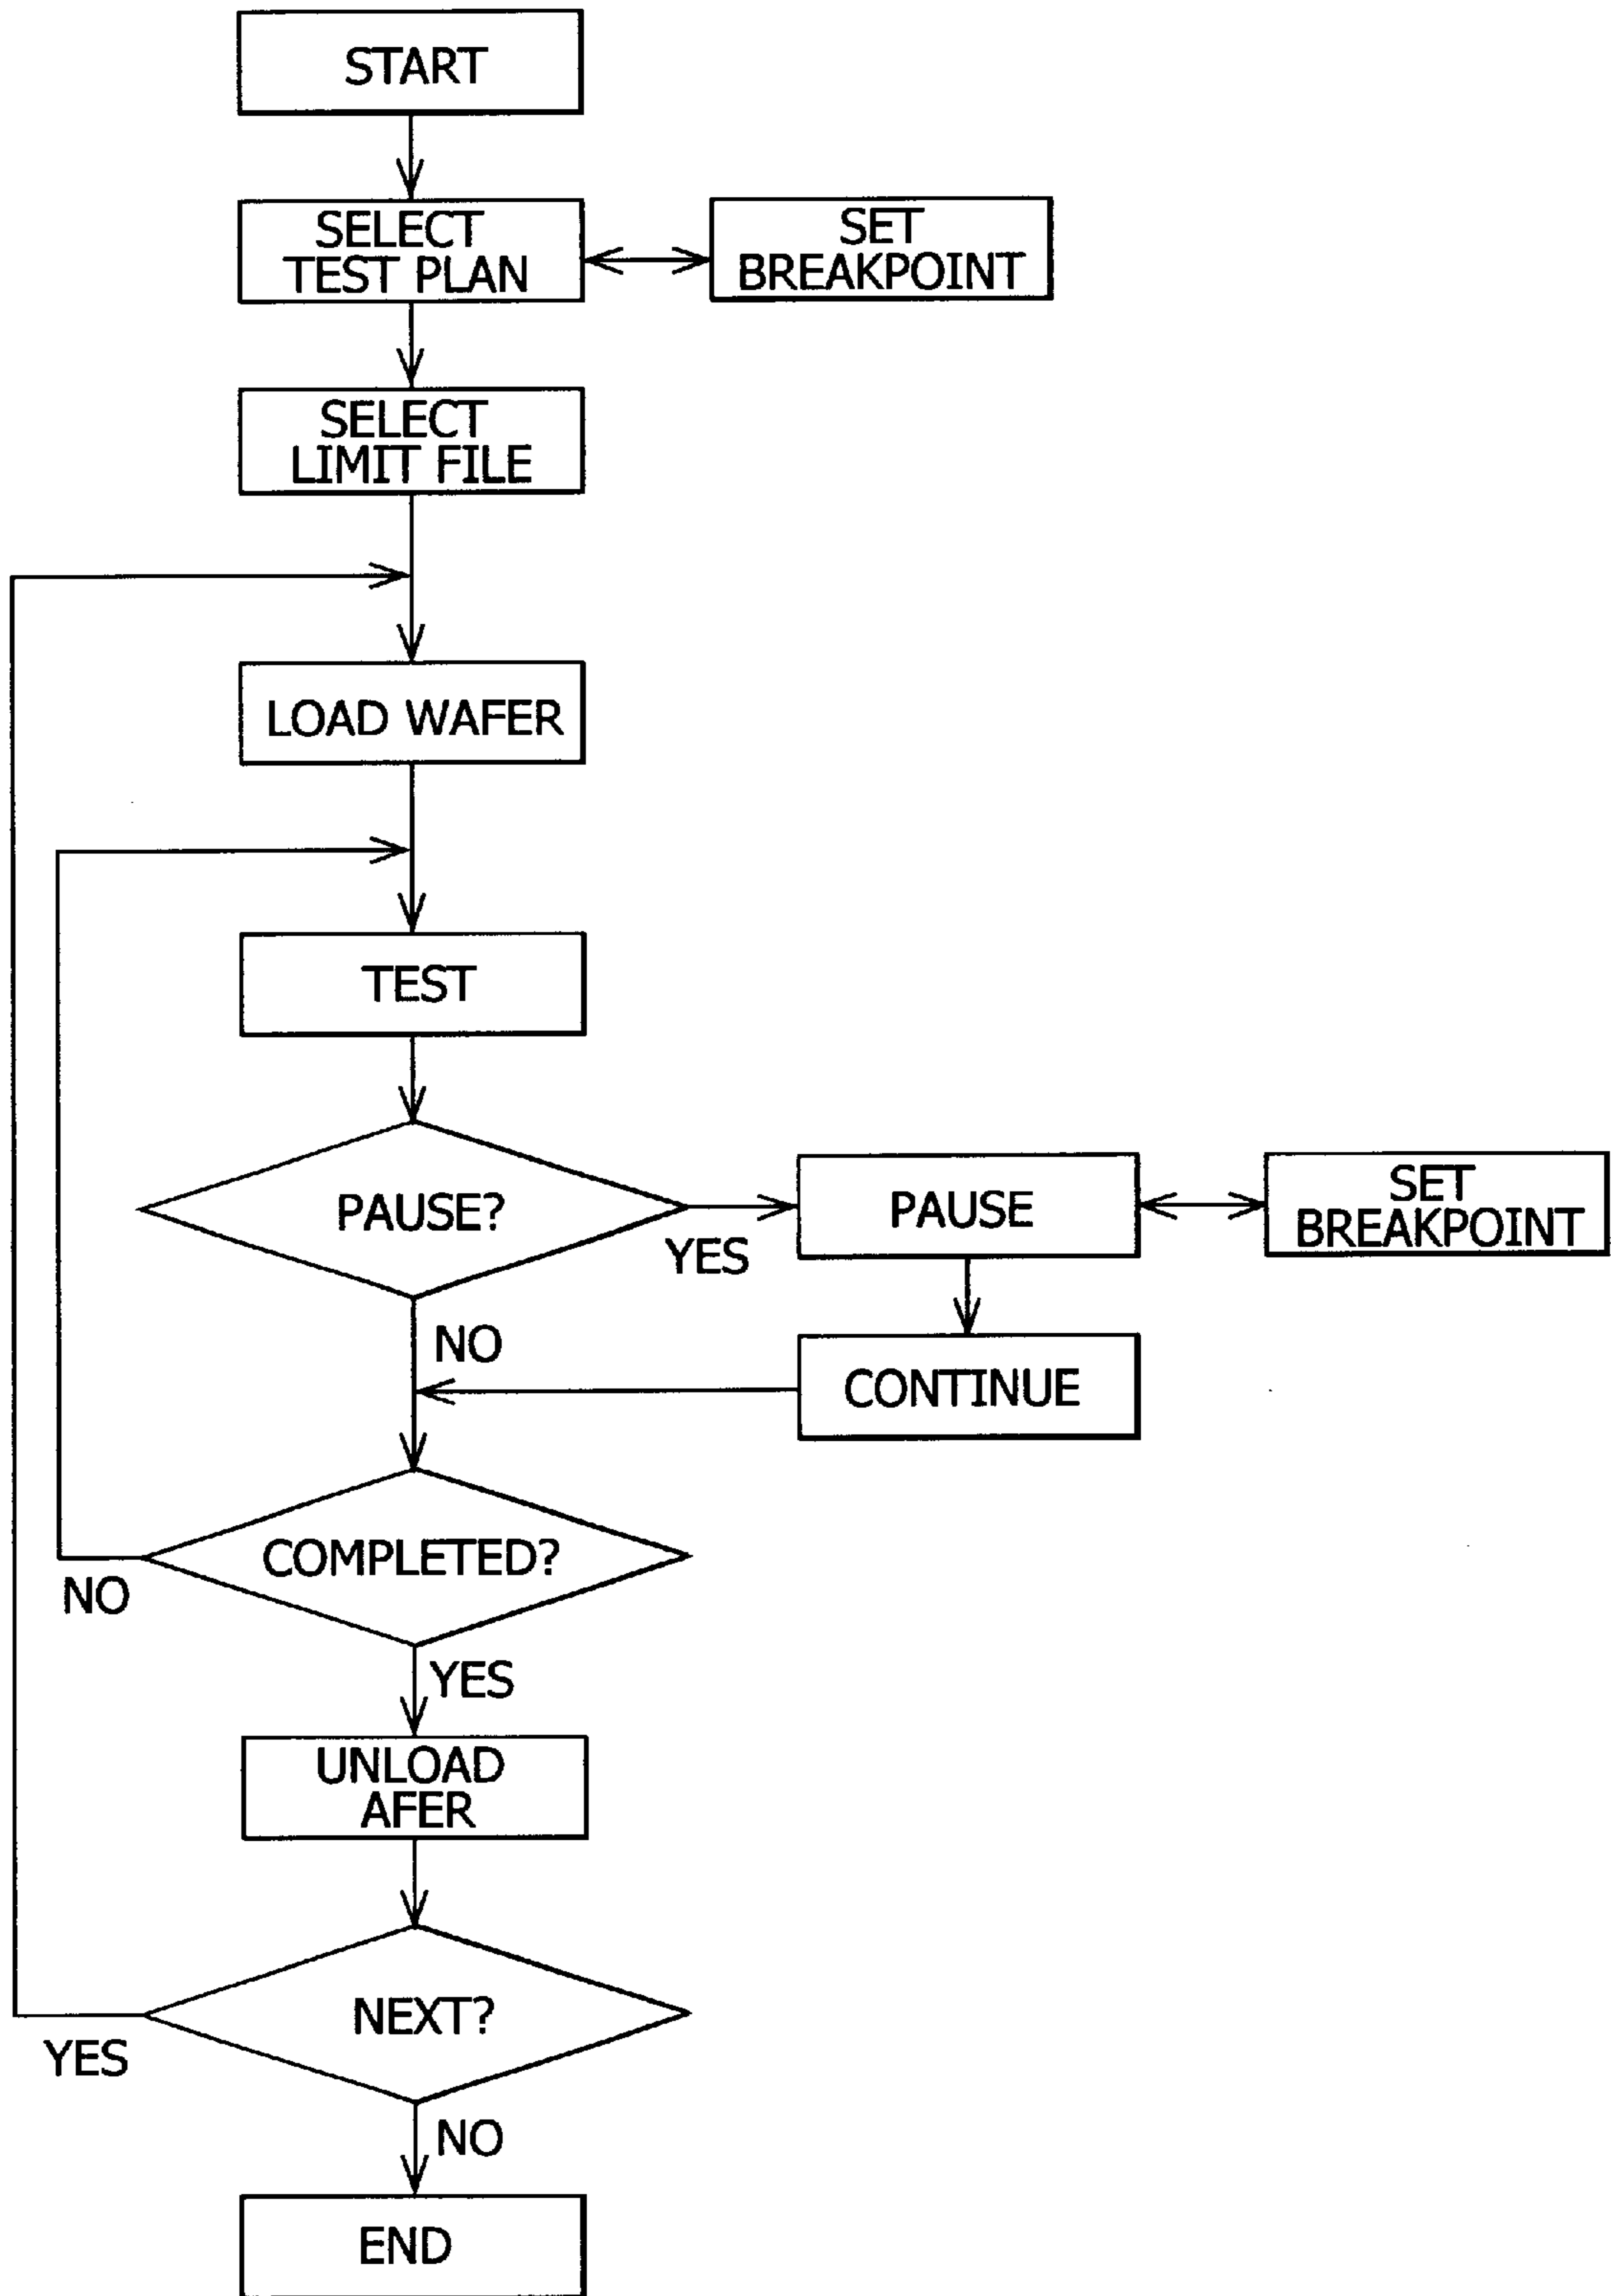 START
SELECT
TEST PLAN
SET
BREAKPOINT
SELECT
LIMIT FILE
LOAD WAFER
TEST
PAUSE?
YES
PAUSE
SET
BREAKPOINT
NO
CONTINUE
COMPLETED?
NO
YES
UNLOAD
AFER
NEXT?
YES
NO
END